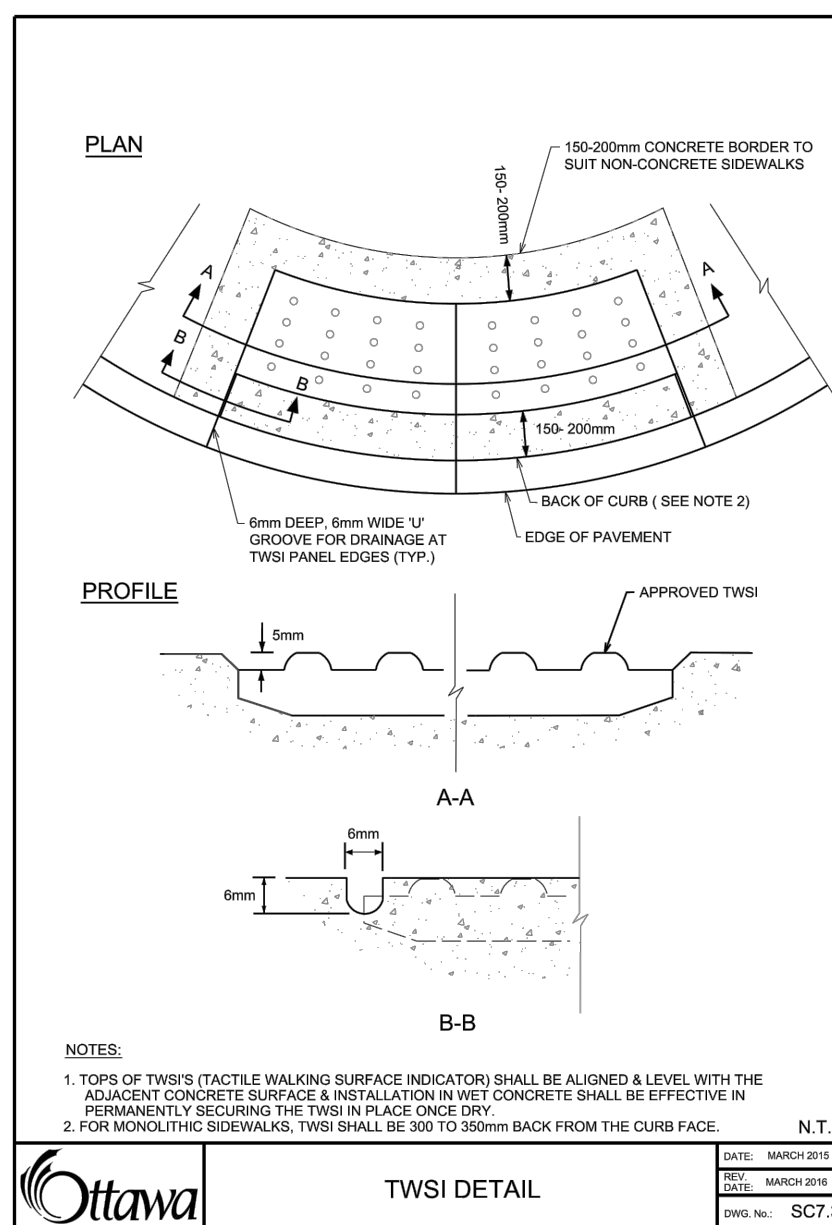 PLAN
150-200mm CONCRETE BORDER TO
SUIT NON-CONCRETE SIDEWALKS
150- 200mm
A
A
B
B
150- 200mm
BACK OF CURB ( SEE NOTE 2)
EDGE OF PAVEMENT
6mm DEEP, 6mm WIDE 'U'
GROOVE FOR DRAINAGE AT
TWSI PANEL EDGES (TYP.)
PROFILE
APPROVED TWSI
5mm
A-A
6mm
6mm
B-B
NOTES:
1. TOPS OF TWSI'S (TACTILE WALKING SURFACE INDICATOR) SHALL BE ALIGNED & LEVEL WITH THE
ADJACENT CONCRETE SURFACE & INSTALLATION IN WET CONCRETE SHALL BE EFFECTIVE IN
PERMANENTLY SECURING THE TWSI IN PLACE ONCE DRY.
2. FOR MONOLITHIC SIDEWALKS, TWSI SHALL BE 300 TO 350mm BACK FROM THE CURB FACE.
N.T.
Ottawa
TWSI DETAIL
DATE: MARCH 2015
REV. DATE: MARCH 2016
DWG. No.: SC7.